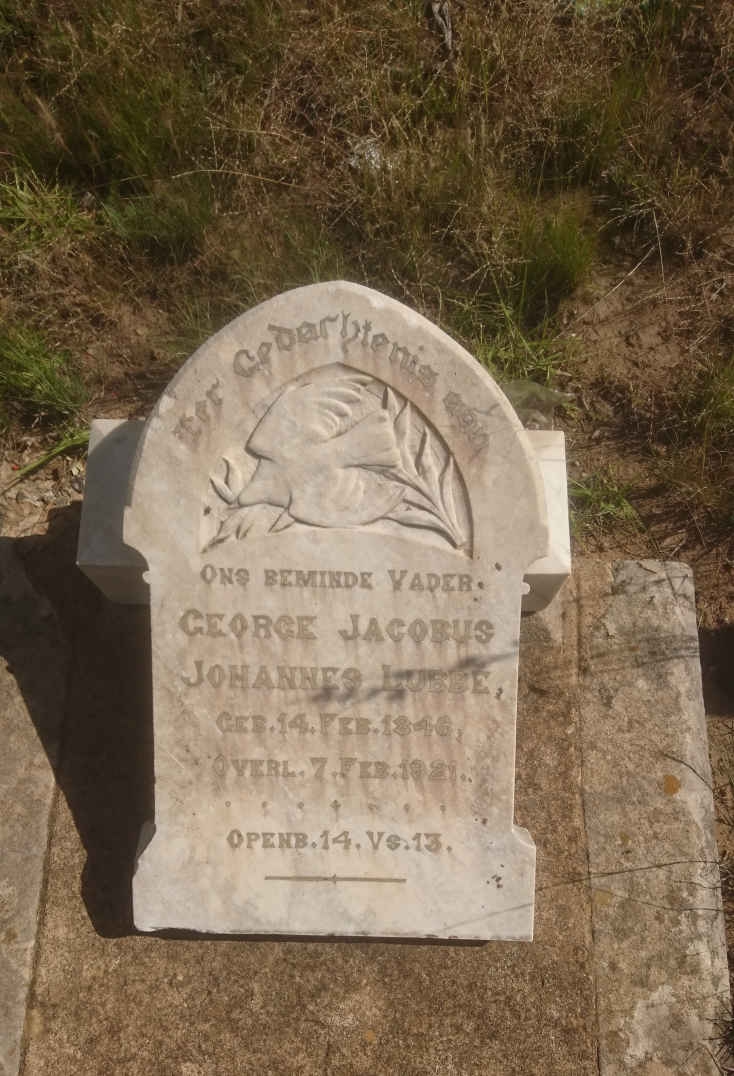 Ter Gedachtenis aan
ONS BEMINDE VADER.
GEORGE JACOBUS
JOHANNES LUBBE,
GEB. 14. FEB. 1846,
OVERL. 7. FEB. 1921.
OPENB. 14. VS. 13.